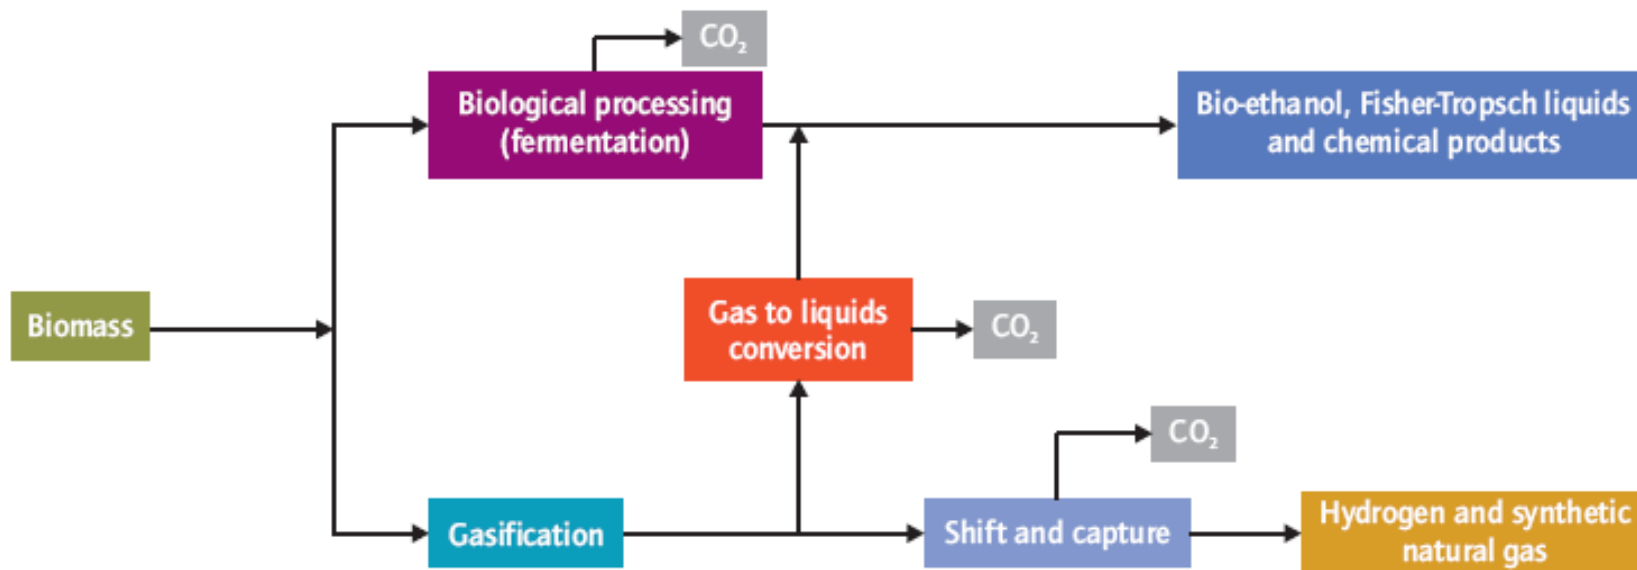 CO₂
Biological processing
(fermentation)
Bio-ethanol, Fisher-Tropsch liquids
and chemical products
Biomass
Gas to liquids
conversion
CO₂
CO₂
Gasification
Shift and capture
Hydrogen and synthetic
natural gas